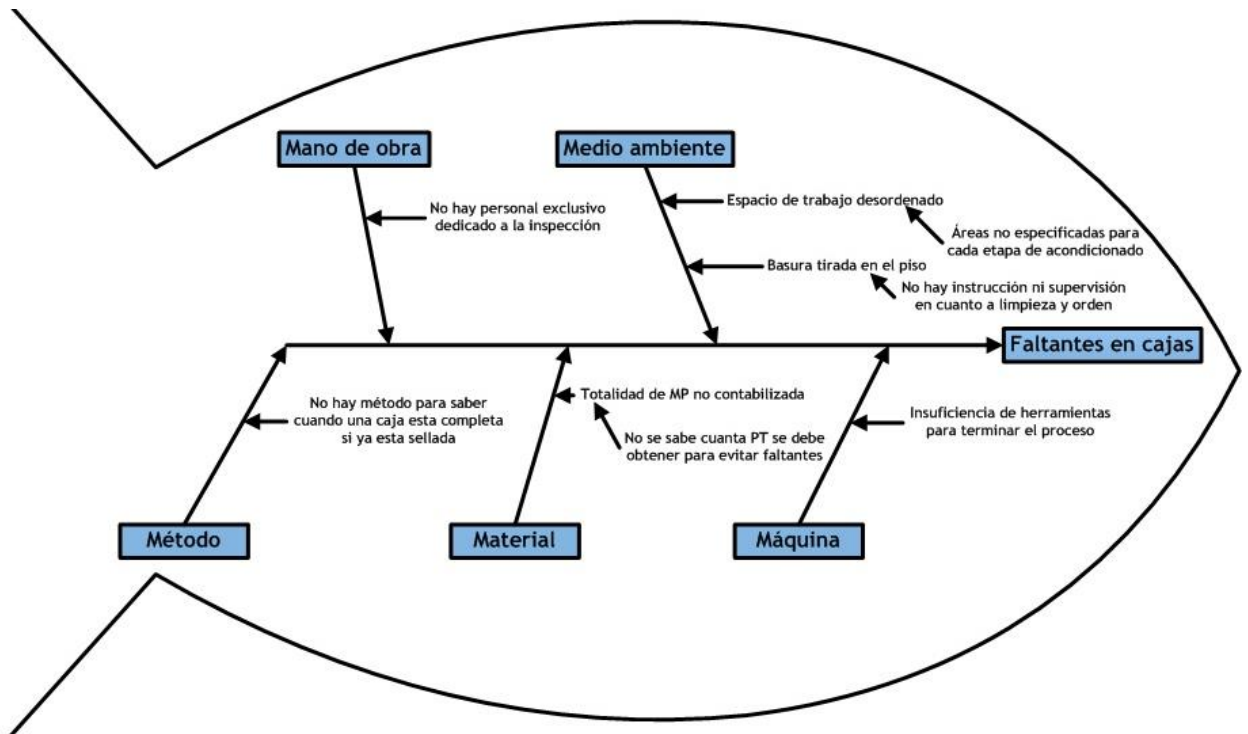 Mano de obra
Medio ambiente
No hay personal exclusivo
dedicado a la inspección
Espacio de trabajo desordenado
Áreas no especificadas para
cada etapa de acondicionado
Basura tirada en el piso
No hay instrucción ni supervisión
en cuanto a limpieza y orden
Faltantes en cajas
No hay método para saber
cuando una caja esta completa
si ya esta sellada
Totalidad de MP no contabilizada
No se sabe cuanta PT se debe
obtener para evitar faltantes
Insuficiencia de herramientas
para terminar el proceso
Método
Material
Máquina